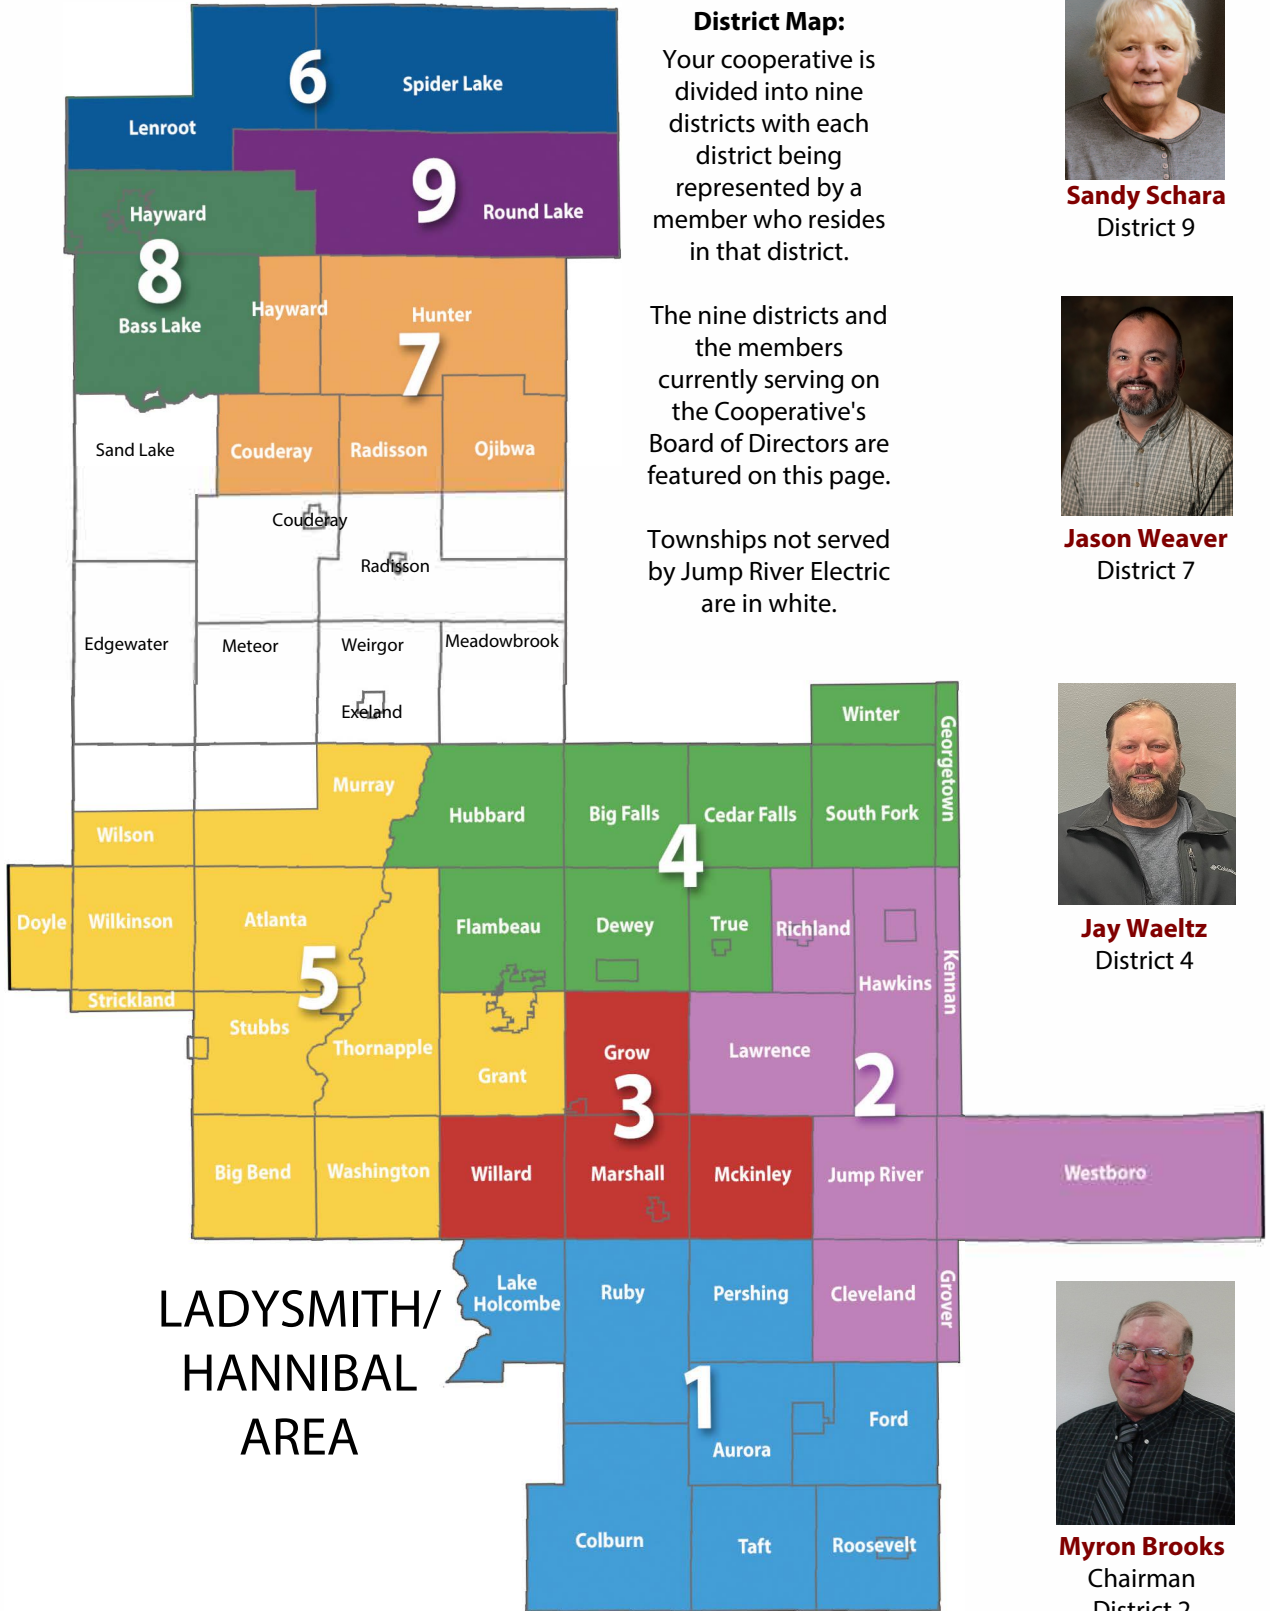 6
Spider Lake
Lenroot
9
Round Lake
Hayward
8
Bass Lake
Hayward
Hunter
7
Sand Lake
Couderay
Radisson
Ojibwa
Couderay
Radisson
Edgewater
Meteor
Weirgor
Meadowbrook
Exeland
Winter
Georgetown
Murray
Hubbard
Big Falls
Cedar Falls
South Fork
Wilson
4
Doyle
Wilkinson
Atlanta
Flambeau
Dewey
True
Richland
Hawkins
Kennan
5
Strickland
Stubbs
Thornapple
Grant
Grow
Lawrence
3
2
Big Bend
Washington
Willard
Marshall
Mckinley
Jump River
Westboro
Lake
Holcombe
Ruby
Pershing
Cleveland
Grover
1
Ford
Aurora
Colburn
Taft
Roosevelt
LADYSMITH/
HANNIBAL
AREA
District Map:
Your cooperative is
divided into nine
districts with each
district being
represented by a
member who resides
in that district.
The nine districts and
the members
currently serving on
the Cooperative's
Board of Directors are
featured on this page.
Townships not served
by Jump River Electric
are in white.
Sandy Schara
District 9
Jason Weaver
District 7
Jay Waeltz
District 4
Myron Brooks
Chairman
District 2